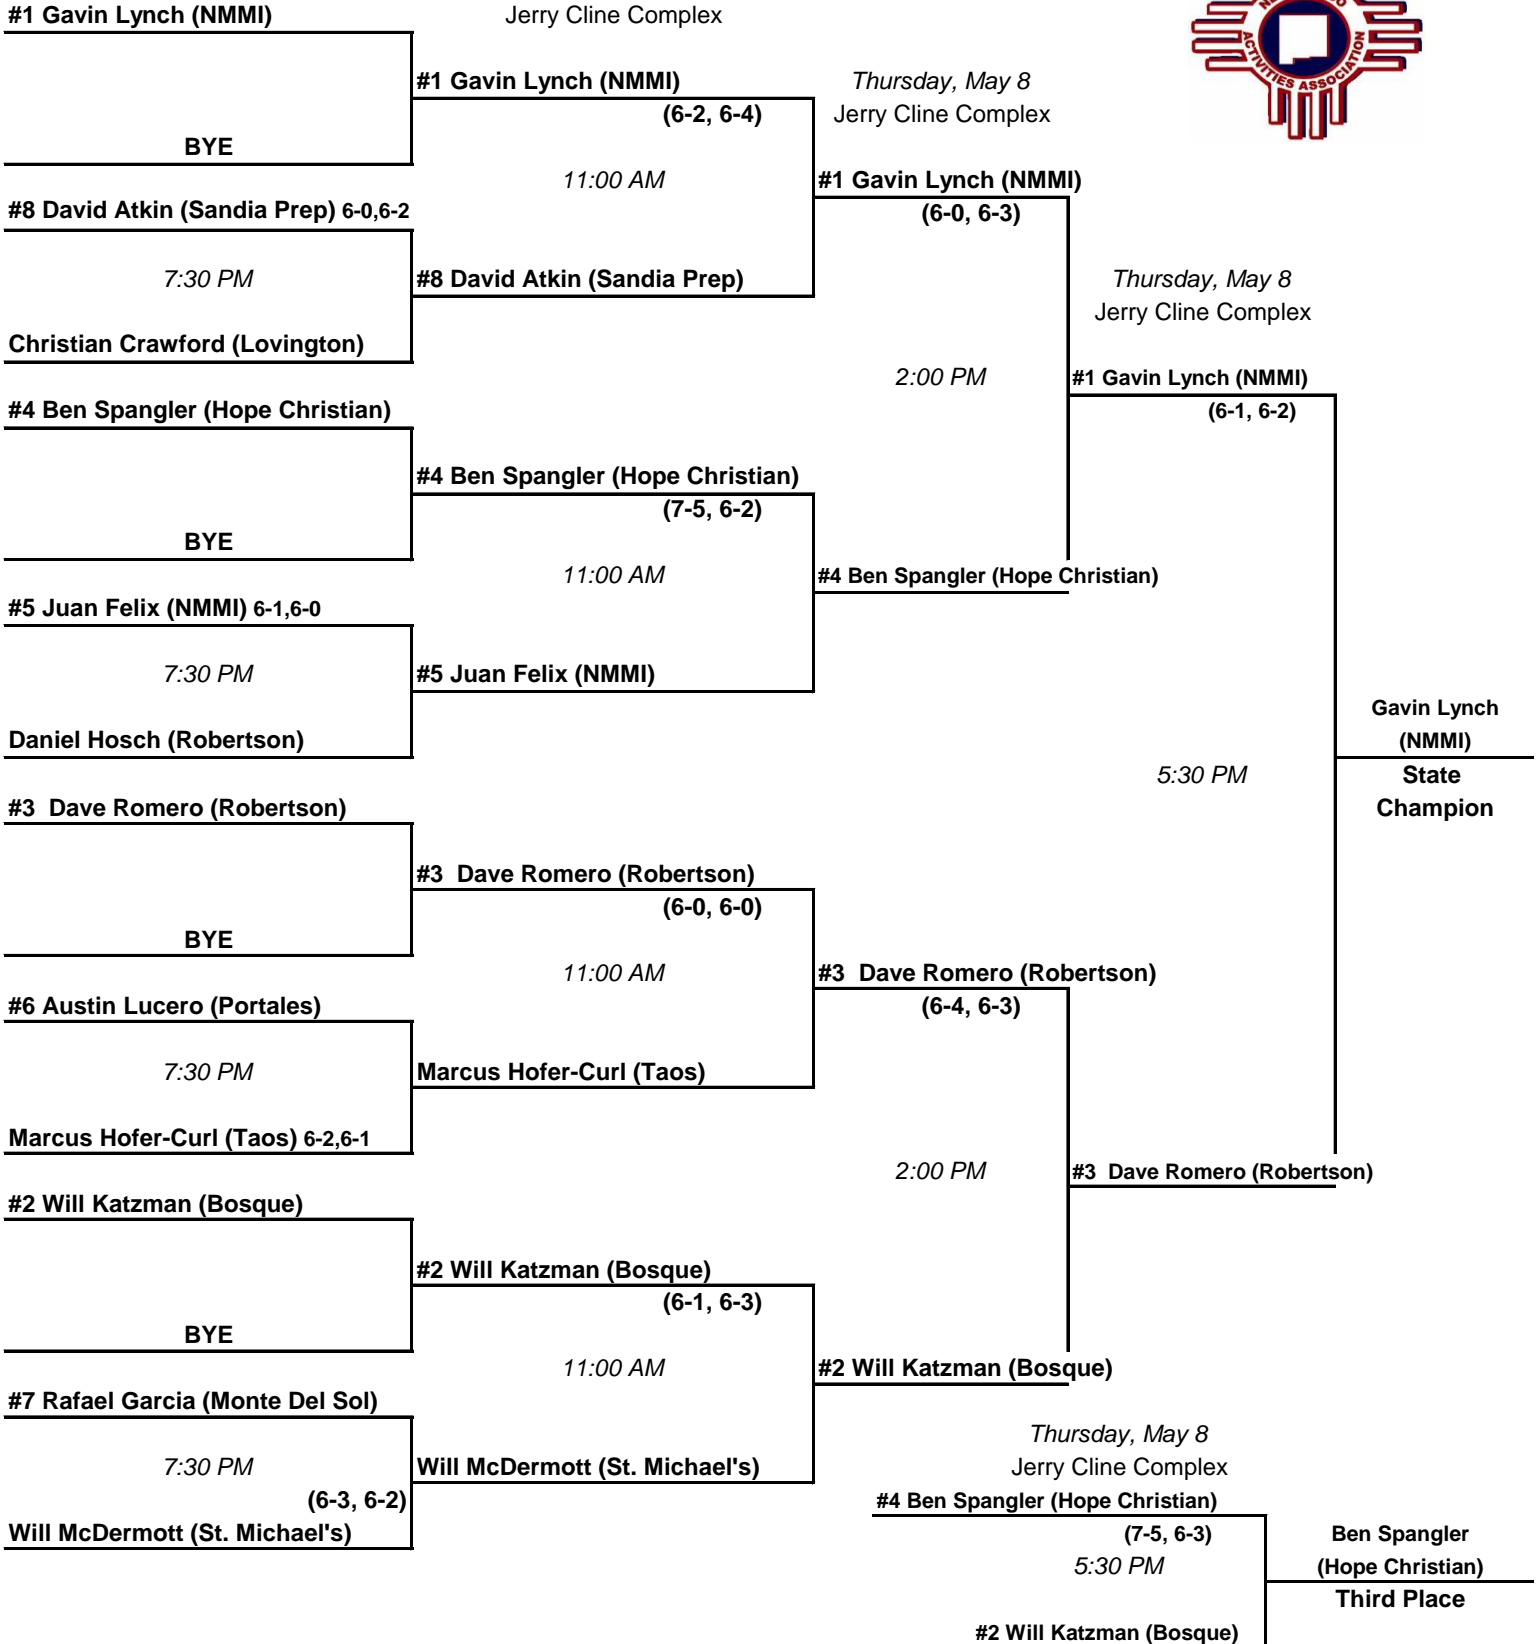 #1 Gavin Lynch (NMMI)
Jerry Cline Complex
#1 Gavin Lynch (NMMI)
(6-2, 6-4)
Thursday, May 8
Jerry Cline Complex
ACTIVITIES ASSOCIATION
BYE
11:00 AM
#1 Gavin Lynch (NMMI)
(6-0, 6-3)
#8 David Atkin (Sandia Prep) 6-0,6-2
7:30 PM
#8 David Atkin (Sandia Prep)
Thursday, May 8
Jerry Cline Complex
Christian Crawford (Lovington)
2:00 PM
#1 Gavin Lynch (NMMI)
(6-1, 6-2)
#4 Ben Spangler (Hope Christian)
#4 Ben Spangler (Hope Christian)
(7-5, 6-2)
BYE
11:00 AM
#4 Ben Spangler (Hope Christian)
#5 Juan Felix (NMMI) 6-1,6-0
7:30 PM
#5 Juan Felix (NMMI)
Daniel Hosch (Robertson)
Gavin Lynch
(NMMI)
5:30 PM
State
Champion
#3 Dave Romero (Robertson)
#3 Dave Romero (Robertson)
(6-0, 6-0)
BYE
11:00 AM
#3 Dave Romero (Robertson)
(6-4, 6-3)
#6 Austin Lucero (Portales)
7:30 PM
Marcus Hofer-Curl (Taos)
Marcus Hofer-Curl (Taos) 6-2,6-1
2:00 PM
#3 Dave Romero (Robertson)
#2 Will Katzman (Bosque)
#2 Will Katzman (Bosque)
(6-1, 6-3)
BYE
11:00 AM
#2 Will Katzman (Bosque)
#7 Rafael Garcia (Monte Del Sol)
7:30 PM
(6-3, 6-2)
Will McDermott (St. Michael's)
Will McDermott (St. Michael's)
Thursday, May 8
Jerry Cline Complex
#4 Ben Spangler (Hope Christian)
(7-5, 6-3)
5:30 PM
Ben Spangler
(Hope Christian)
Third Place
#2 Will Katzman (Bosque)